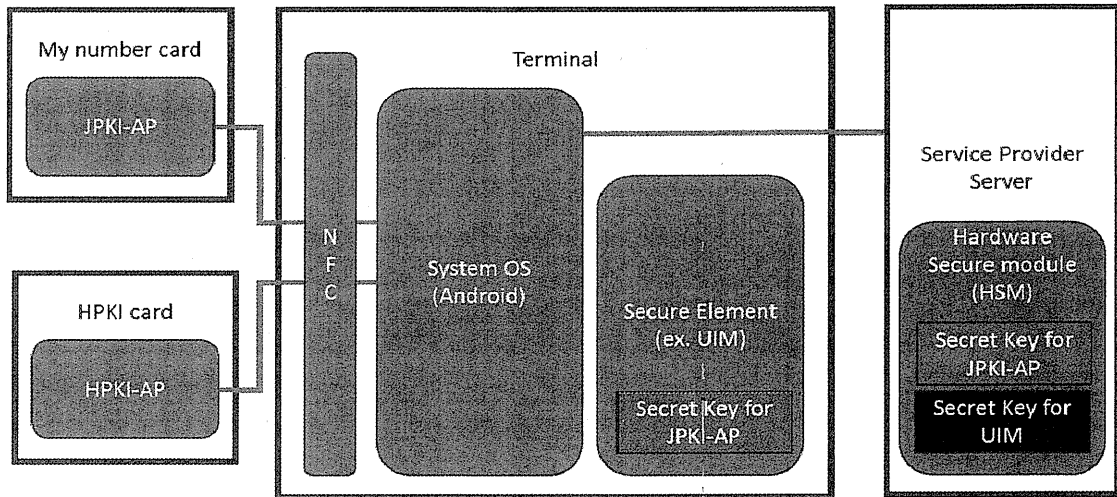 My number card
JPKI-AP
HPKI card
HPKI-AP
Terminal
N
F
C
System OS
(Android)
Secure Element
(ex. UIM)
Secret Key for
JPKI-AP
Service Provider
Server
Hardware
Secure module
(HSM)
Secret Key for
JPKI-AP
Secret Key for
UIM